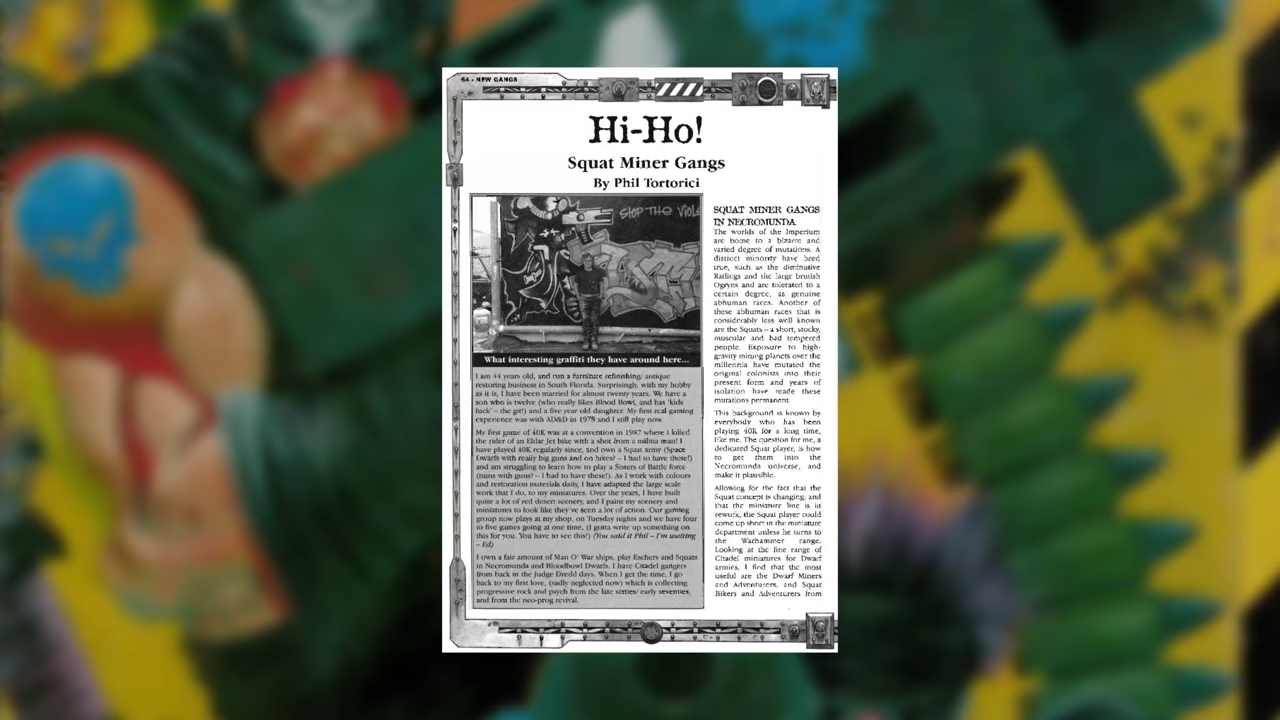 64 • NEW GANGS
Hi-Ho!
Squat Miner Gangs
By Phil Tortorici
STOP THE VIOL
What interesting graffiti they have around here...
I am 44 years old, and run a furniture refinishing/ antique
restoring business in South Florida. Surprisingly, with my hobby
as it is, I have been married for almost twenty years. We have a
son who is twelve (who really likes Blood Bowl, and has 'kids
luck' – the git!) and a five year old daughter. My first real gaming
experience was with AD&D in 1978 and I still play now.
My first game of 40K was at a convention in 1987 where I killed
the rider of an Eldar Jet bike with a shot from a militia man! I
have played 40K regularly since, and own a Squat army (Space
Dwarfs with really big guns and on bikes? – I had to have these!)
and am struggling to learn how to play a Sisters of Battle force
(nuns with guns? – I had to have these!). As I work with colours
and restoration materials daily, I have adapted the large scale
work that I do, to my miniatures. Over the years, I have built
quite a lot of red desert scenery, and I paint my scenery and
miniatures to look like they've seen a lot of action. Our gaming
group now plays at my shop, on Tuesday nights and we have four
to five games going at one time, (I gotta write up something on
this for you. You have to see this!) (You said it Phil – I'm waiting
– Ed)
I own a fair amount of Man O' War ships, play Eschers and Squats
in Necromunda and Bloodbowl Dwarfs. I have Citadel gangers
from back in the Judge Dredd days. When I get the time, I go
back to my first love, (sadly neglected now) which is collecting
progressive rock and psych from the late sixties/ early seventies,
and from the neo-prog revival.
SQUAT MINER GANGS
IN NECROMUNDA
The worlds of the Imperium
are home to a bizarre and
varied degree of mutations. A
distinct minority have bred
true, such as the diminutive
Ratlings and the large brutish
Ogryns and are tolerated to a
certain degree, as genuine
abhuman races. Another of
these abhuman races that is
considerably less well known
are the Squats – a short, stocky,
muscular and bad tempered
people. Exposure to high-
gravity mining planets over the
millennia have mutated the
original colonists into their
present form and years of
isolation have made these
mutations permanent.
This background is known by
everybody who has been
playing 40K for a long time,
like me. The question for me, a
dedicated Squat player, is how
to get them into the
Necromunda universe, and
make it plausible.
Allowing for the fact that the
Squat concept is changing, and
that the miniature line is in
rework, the Squat player could
come up short in the miniature
department unless he turns to
the Warhammer range.
Looking at the fine range of
Citadel miniatures for Dwarf
armies, I find that the most
useful are the Dwarf Miners
and Adventurers, and Squat
Bikers and Adventurers from